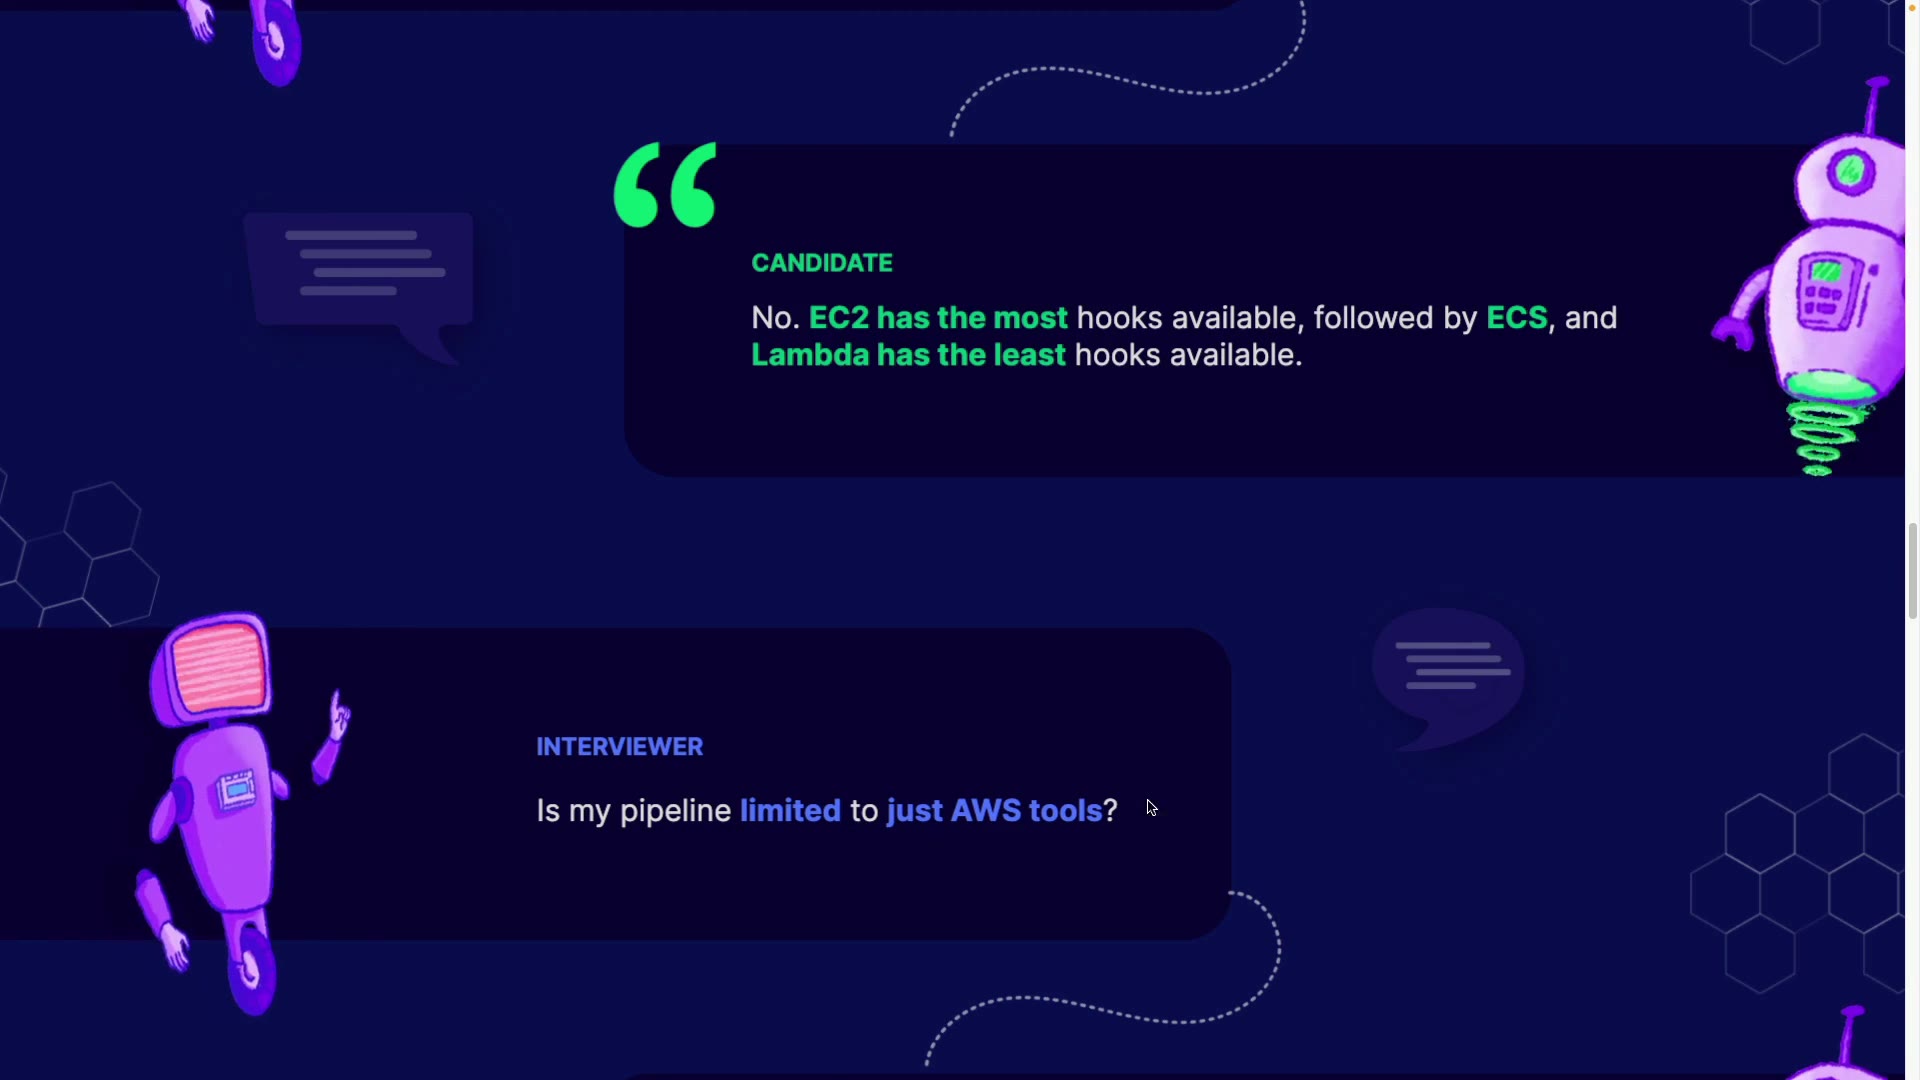 CANDIDATE
No. EC2 has the most hooks available, followed by ECS, and
Lambda has the least hooks available.
INTERVIEWER
Is my pipeline limited to just AWS tools?